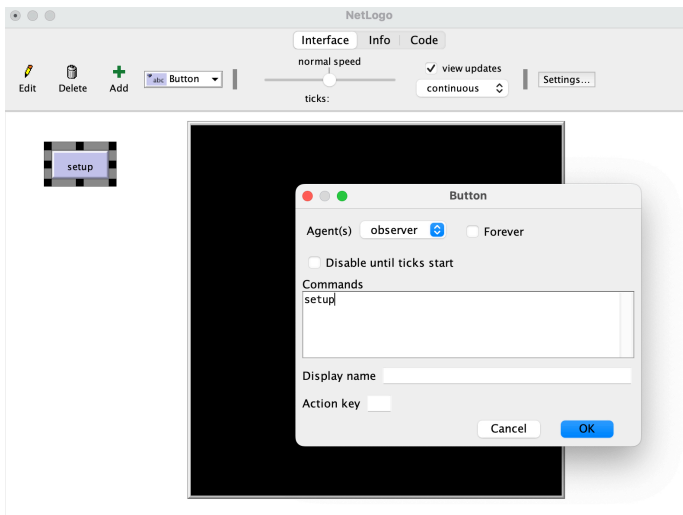 NetLogo
Interface Info Code
normal speed
view updates
Edit Delete Add abc Button continuous Settings...
ticks:
setup
Button
Agent(s) observer Forever
Disable until ticks start
Commands
setup
Display name
Action key
Cancel OK